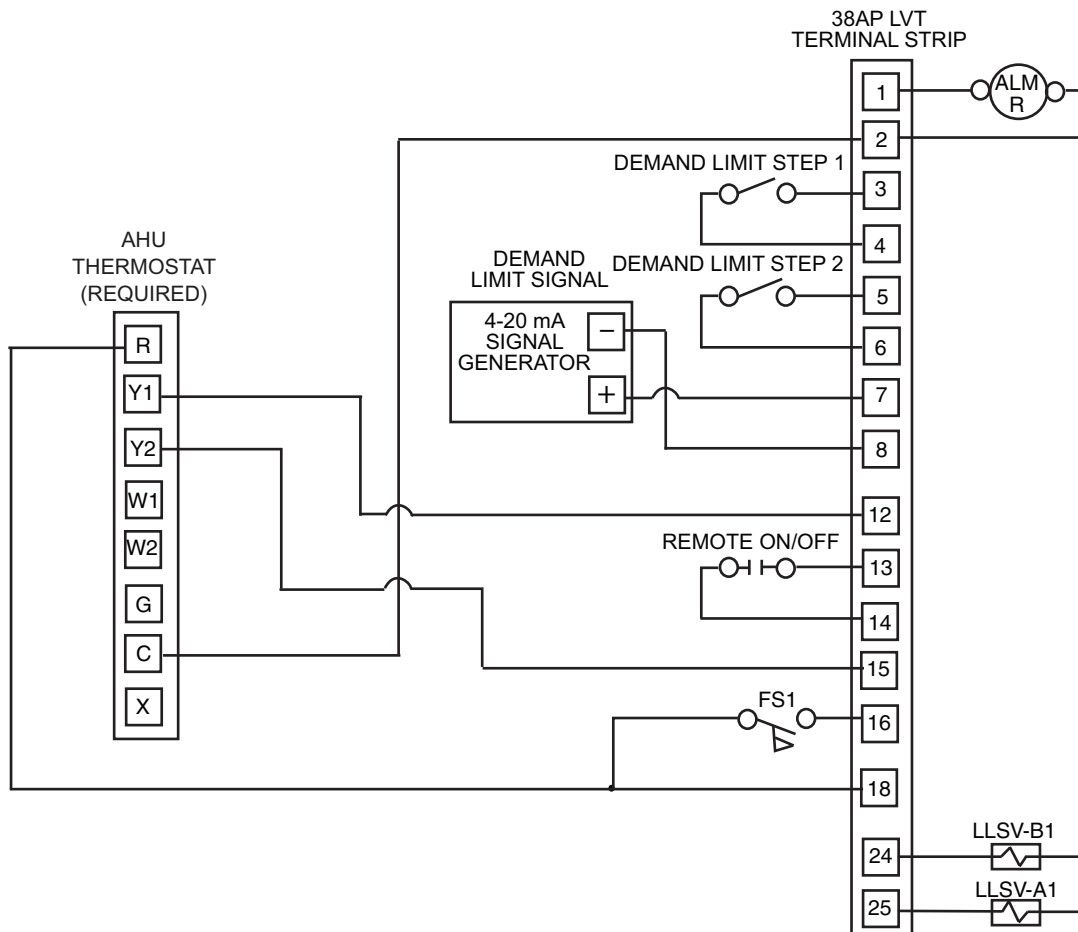 38AP LVT
TERMINAL STRIP
1
ALM
R
2
DEMAND LIMIT STEP 1
3
4
AHU
THERMOSTAT
(REQUIRED)
DEMAND
LIMIT SIGNAL
DEMAND LIMIT STEP 2
5
4-20 mA
SIGNAL
GENERATOR
−
+
6
7
8
R
Y1
Y2
W1
W2
G
C
X
12
REMOTE ON/OFF
13
14
15
FS1
16
18
LLSV-B1
24
LLSV-A1
25